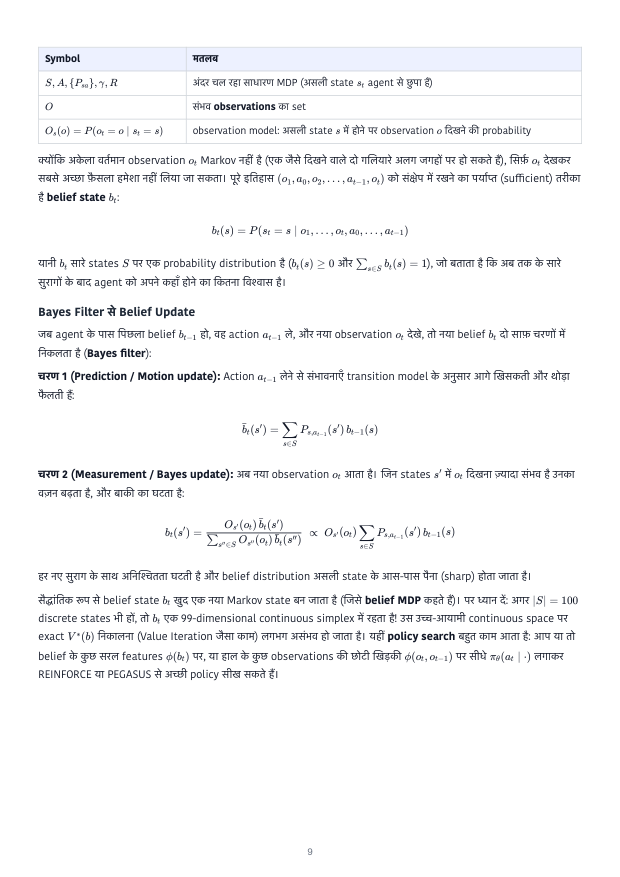 Symbol मतलब
S, A, {P_{sa}}, γ, R अंदर चल रहा साधारण MDP (असली state s_t agent से छुपा है)
O संभव observations का set
O_s(o) = P(o_t = o | s_t = s) observation model: असली state s में होने पर observation o दिखने की probability
क्योंकि अकेला वर्तमान observation o_t Markov नहीं है (एक जैसे दिखने वाले दो गलियारे अलग जगहों पर हो सकते हैं), सिर्फ़ o_t देखकर
सबसे अच्छा फ़ैसला हमेशा नहीं लिया जा सकता। पूरे इतिहास (o_1, a_0, o_2, . . . , a_{t−1}, o_t) को संक्षेप में रखने का पर्याप्त (sufficient) तरीका
है belief state b_t:
b_t(s) = P(s_t = s | o_1, . . . , o_t, a_0, . . . , a_{t−1})
यानी b_t सारे states S पर एक probability distribution है (b_t(s) ≥ 0 और ∑_{s∈S} b_t(s) = 1), जो बताता है कि अब तक के सारे
सुरागों के बाद agent को अपने कहाँ होने का कितना विश्वास है।
Bayes Filter से Belief Update
जब agent के पास पिछला belief b_{t−1} हो, वह action a_{t−1} ले, और नया observation o_t देखे, तो नया belief b_t दो साफ़ चरणों में
निकलता है (Bayes filter):
चरण 1 (Prediction / Motion update): Action a_{t−1} लेने से संभावनाएँ transition model के अनुसार आगे खिसकती और थोड़ा
फैलती हैं:
b̄_t(s′) = ∑_{s∈S} P_{s,a_{t−1}}(s′) b_{t−1}(s)
चरण 2 (Measurement / Bayes update): अब नया observation o_t आता है। जिन states s′ में o_t दिखना ज़्यादा संभव है उनका
वज़न बढ़ता है, और बाकी का घटता है:
b_t(s′) = O_{s′}(o_t) b̄_t(s′) / ∑_{s″∈S} O_{s″}(o_t) b̄_t(s″) ∝ O_{s′}(o_t) ∑_{s∈S} P_{s,a_{t−1}}(s′) b_{t−1}(s)
हर नए सुराग के साथ अनिश्चितता घटती है और belief distribution असली state के आस-पास पैना (sharp) होता जाता है।
सैद्धांतिक रूप से belief state b_t खुद एक नया Markov state बन जाता है (जिसे belief MDP कहते हैं)। पर ध्यान दें: अगर |S| = 100
discrete states भी हों, तो b_t एक 99-dimensional continuous simplex में रहता है! उस उच्च-आयामी continuous space पर
exact V*(b) निकालना (Value Iteration जैसा काम) लगभग असंभव हो जाता है। यहीं policy search बहुत काम आता है: आप या तो
belief के कुछ सरल features ϕ(b_t) पर, या हाल के कुछ observations की छोटी खिड़की ϕ(o_t, o_{t−1}) पर सीधे π_θ(a_t | ·) लगाकर
REINFORCE या PEGASUS से अच्छी policy सीख सकते हैं।
9